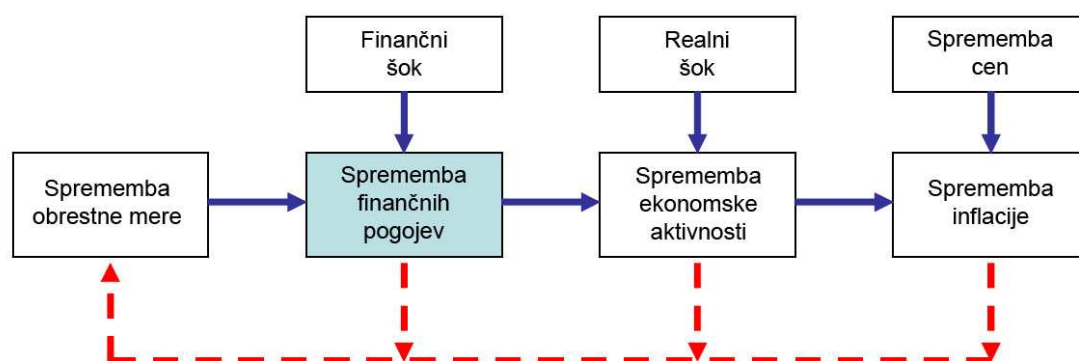 Finančni
šok
Realni
šok
Sprememba
cen
Sprememba
obrestne mere
Sprememba
finančnih
pogojev
Sprememba
ekonomske
aktivnosti
Sprememba
inflacije